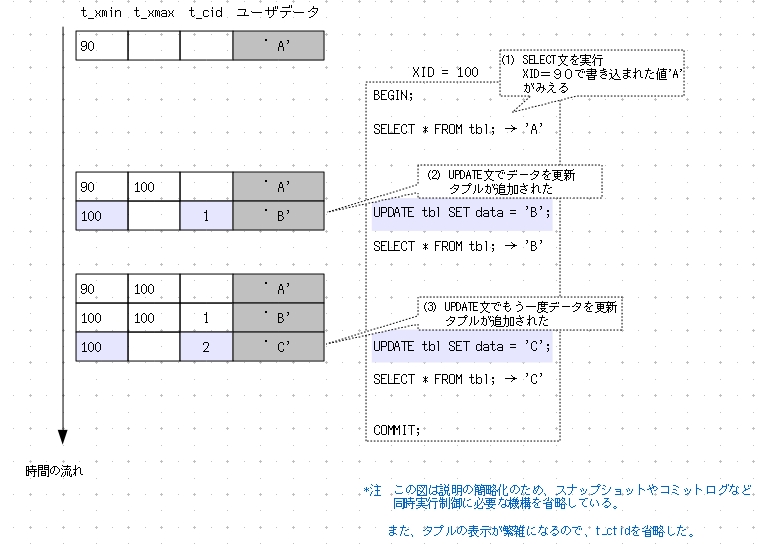 t_xmin t_xmax t_cid ユーザデータ
90 'A'
(1) SELECT文を実行
XID＝９０で書き込まれた値'A'
がみえる
XID = 100
BEGIN;
SELECT * FROM tbl; → 'A'
90 100 'A'
100 1 'B'
(2) UPDATE文でデータを更新
タプルが追加された
UPDATE tbl SET data = 'B';
SELECT * FROM tbl; → 'B'
90 100 'A'
100 100 1 'B'
100 2 'C'
(3) UPDATE文でもう一度データを更新
タプルが追加された
UPDATE tbl SET data = 'C';
SELECT * FROM tbl; → 'C'
COMMIT;
時間の流れ
*注 この図は説明の簡略化のため、スナップショットやコミットログなど
同時実行制御に必要な機構を省略している。
また、タプルの表示が繁雑になるので、t_ctidを省略した。